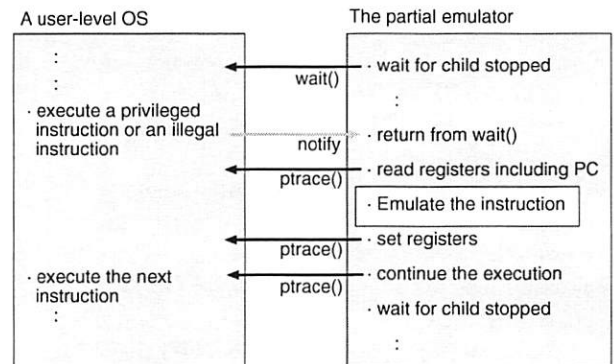 A user-level OS
The partial emulator
:
:
· wait for child stopped
wait()
:
· execute a privileged
instruction or an illegal
instruction
notify
· return from wait()
· read registers including PC
ptrace()
· Emulate the instruction
· set registers
ptrace()
· execute the next
instruction
:
· continue the execution
ptrace()
· wait for child stopped
: